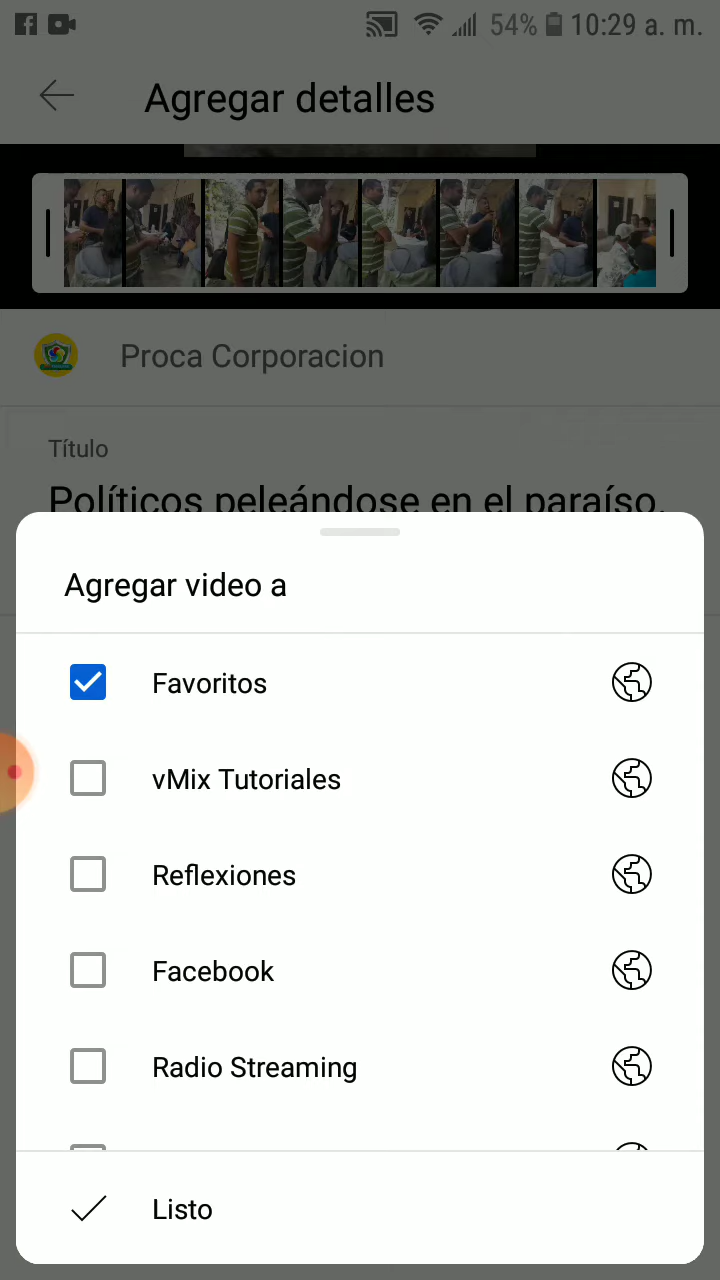 54% 10:29 a. m.
Agregar detalles
Proca Corporacion
Título
Políticos peleándose en el paraíso.
Agregar video a
Favoritos
vMix Tutoriales
Reflexiones
Facebook
Radio Streaming
Listo